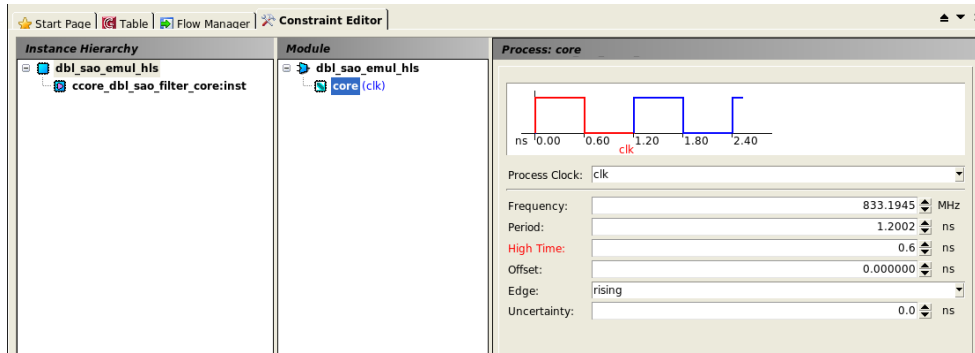 Start Page Table Flow Manager Constraint Editor
Instance Hierarchy
dbl_sao_emul_hls
ccore_dbl_sao_filter_core:inst
Module
dbl_sao_emul_hls
core (clk)
Process: core
ns 0.00 0.60 1.20 1.80 2.40
clk
Process Clock: clk
Frequency: 833.1945 MHz
Period: 1.2002 ns
High Time: 0.6 ns
Offset: 0.000000 ns
Edge: rising
Uncertainty: 0.0 ns